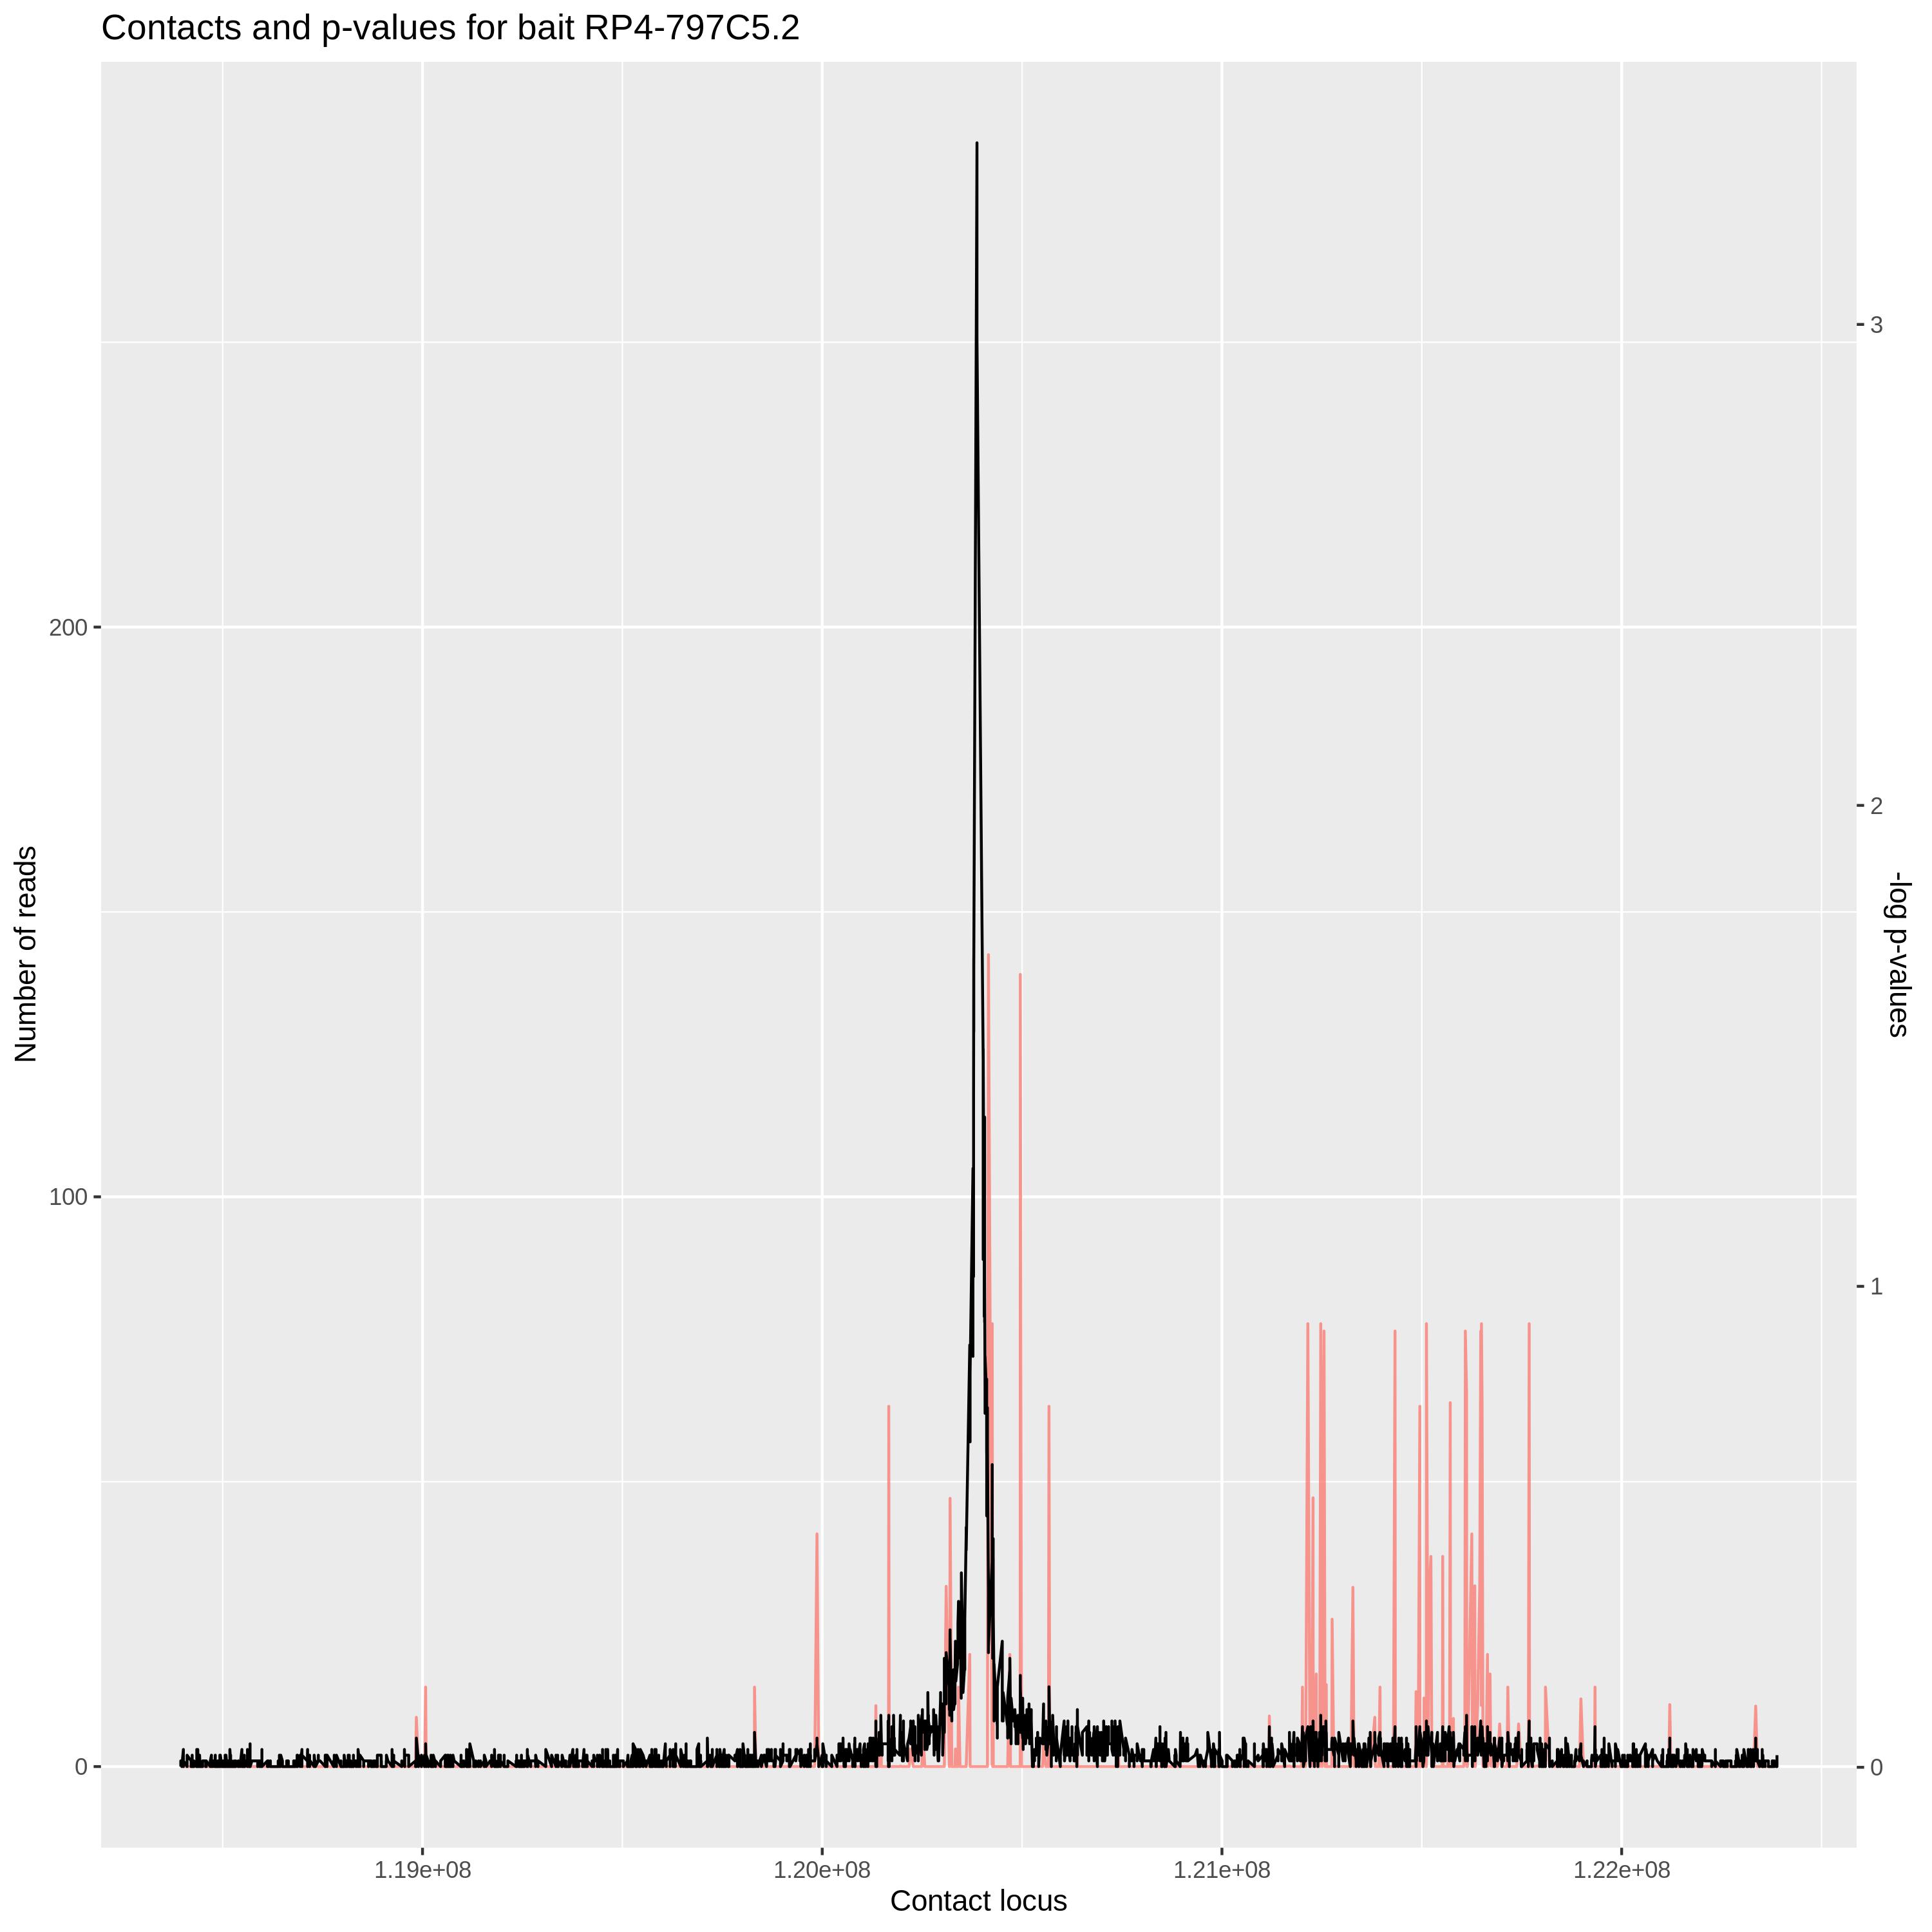 Contacts and p-values for bait RP4-797C5.2
Number of reads
200
100
0
3
2
1
0
-log p-values
1.19e+08
1.20e+08
1.21e+08
1.22e+08
Contact locus